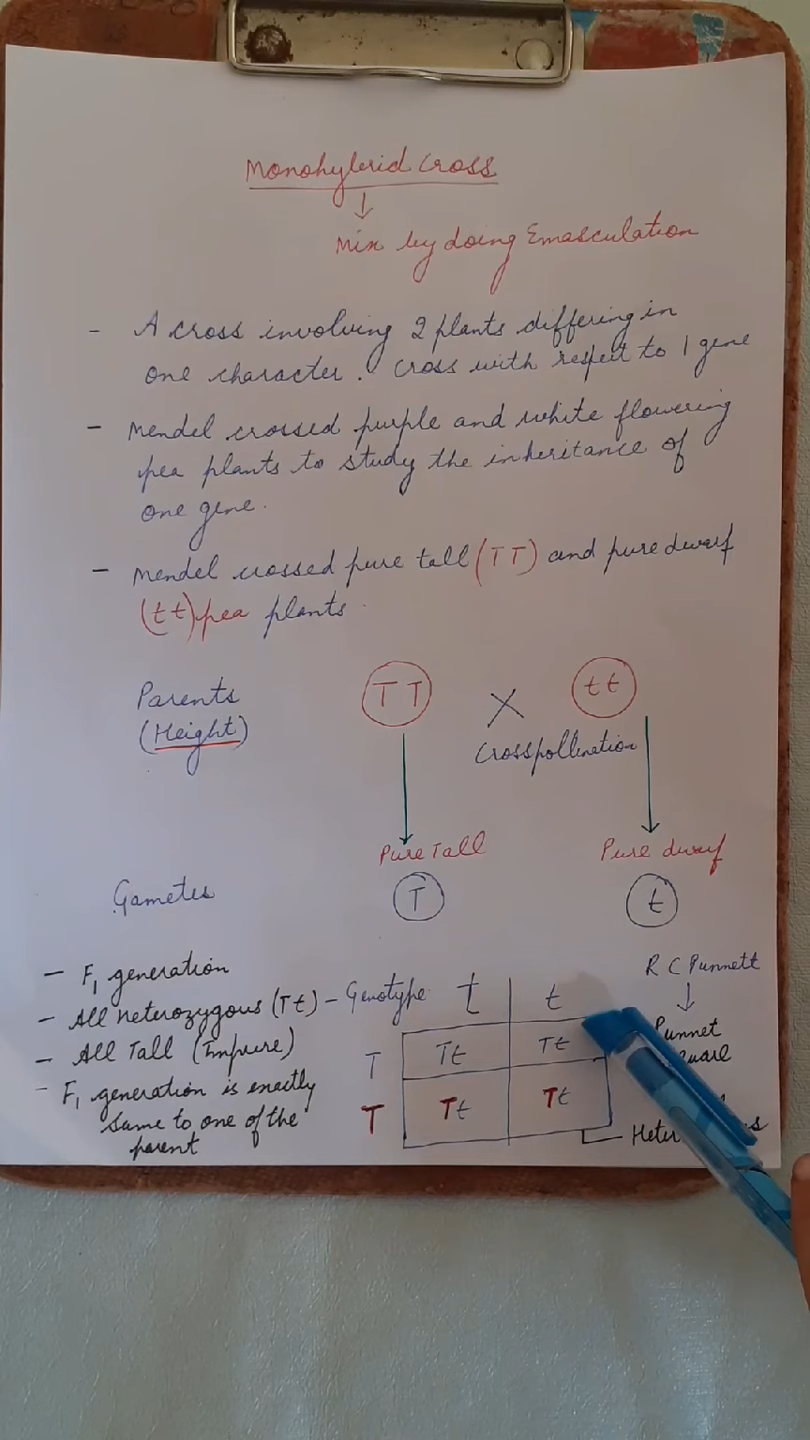 Monohybrid Cross
↓
Mix by doing Emasculation
- A cross involving 2 plants differing in
one character. Cross with respect to 1 gene
- Mendel crossed purple and white flowering
pea plants to study the inheritance of
one gene.
- Mendel crossed pure tall (TT) and pure dwarf
(tt) pea plants.
Parents
(Height)
TT
X
tt
Crosspollination
Pure Tall
Pure dwarf
Gametes
T
t
- F1 generation
- All heterozygous (Tt) - Genotype
- All Tall (Impure)
- F1 generation is exactly
same to one of the
parent
t t
T Tt Tt
T Tt Tt
R C Punnett
↓
Punnet